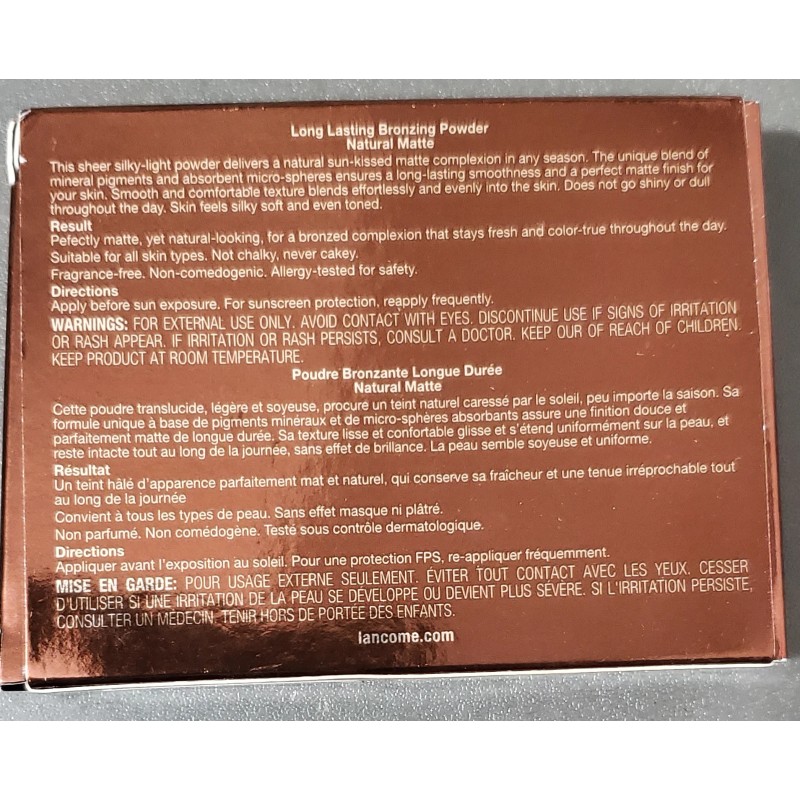 Long Lasting Bronzing Powder
Natural Matte
This sheer silky-light powder delivers a natural sun-kissed matte complexion in any season. The unique blend of
mineral pigments and absorbent micro-spheres ensures a long-lasting smoothness and a perfect matte finish for
your skin. Smooth and comfortable texture blends effortlessly and evenly into the skin. Does not go shiny or dull
throughout the day. Skin feels silky soft and even toned.
Result
Pefectly matte, yet natural-looking, for a bronzed complexion that stays fresh and color-true throughout the day.
Suitable for all skin types. Not chalky, never cakey.
Fragrance-free. Non-comedogenic. Allergy-tested for safety.
Directions
Apply before sun exposure. For sunscreen protection, reapply frequently.
WARNINGS: FOR EXTERNAL USE ONLY. AVOID CONTACT WITH EYES. DISCONTINUE USE IF SIGNS OF IRRITATION
OR RASH APPEAR. IF IRRITATION OR RASH PERSISTS, CONSULT A DOCTOR. KEEP OUR OF REACH OF CHILDREN.
KEEP PRODUCT AT ROOM TEMPERATURE.
Poudre Bronzante Longue Durée
Natural Matte
Cette poudre translucide, légère et soyeuse, procure un teint naturel caressé par le soleil, peu importe la saison. Sa
formule unique à base de pigments minéraux et de micro-sphères absorbants assure une finition douce et
parfaitement matte de longue durée. Sa texture lisse et confortable glisse et s'étend uniformément sur la peau, et
reste intacte tout au long de la journée, sans effet de brillance. La peau semble soyeuse et uniforme.
Résultat
Un teint hâlé d'apparence parfaitement mat et naturel, qui conserve sa fraîcheur et une tenue irréprochable tout
au long de la journée
Convient à tous les types de peau. Sans effet masque ni plâtré.
Non parfumé. Non comédogène. Testé sous contrôle dermatologique.
Directions
Appliquer avant l'exposition au soleil. Pour une protection FPS, re-appliquer fréquemment.
MISE EN GARDE: POUR USAGE EXTERNE SEULEMENT. ÉVITER TOUT CONTACT AVEC LES YEUX. CESSER
D'UTILISER SI UNE IRRITATION DE LA PEAU SE DÉVELOPPE OU DEVIENT PLUS SÉVÈRE. SI L'IRRITATION PERSISTE,
CONSULTER UN MÉDECIN. TENIR HORS DE PORTÉE DES ENFANTS.
lancome.com